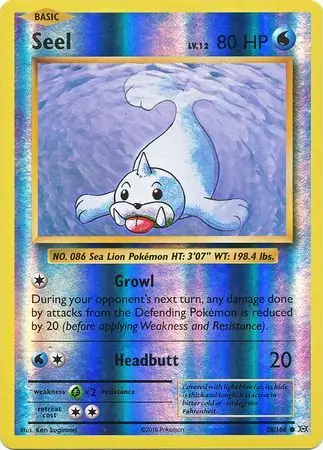 BASIC
Seel LV.12 80 HP
NO. 086 Sea Lion Pokémon HT: 3'07" WT: 198.4 lbs.
Growl
During your opponent's next turn, any damage done
by attacks from the Defending Pokémon is reduced
by 20 (before applying Weakness and Resistance).
Headbutt 20
weakness ×2 resistance
retreat
cost
Covered with light blue fur, its hide
is thick and tough. It is active in
bitter cold of -40 degrees
Fahrenheit.
Illus. Ken Sugimori ©2016 Pokémon